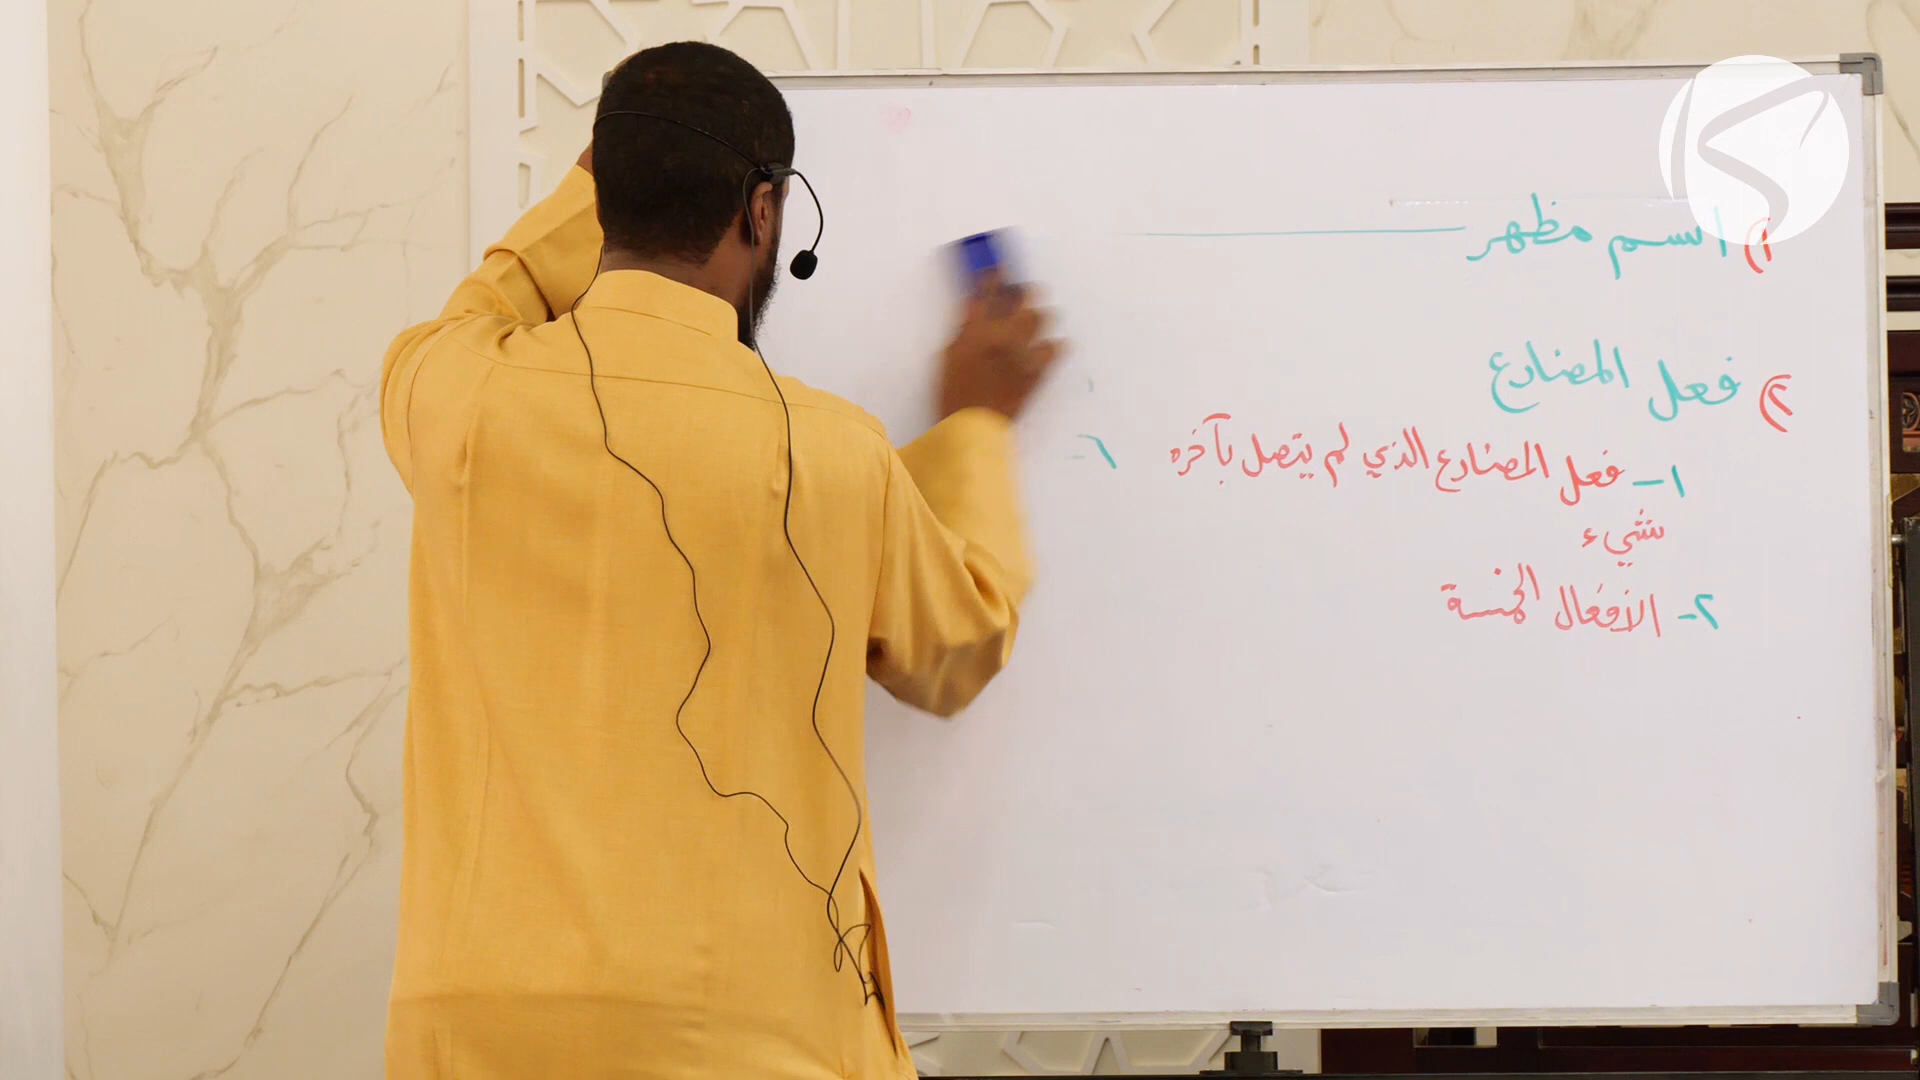 ١) اسم مظهر
٢) فعل المضارع
١- فعل المضارع الذي لم يتصل بآخره
شيء
٢- الأفعال الخمسة